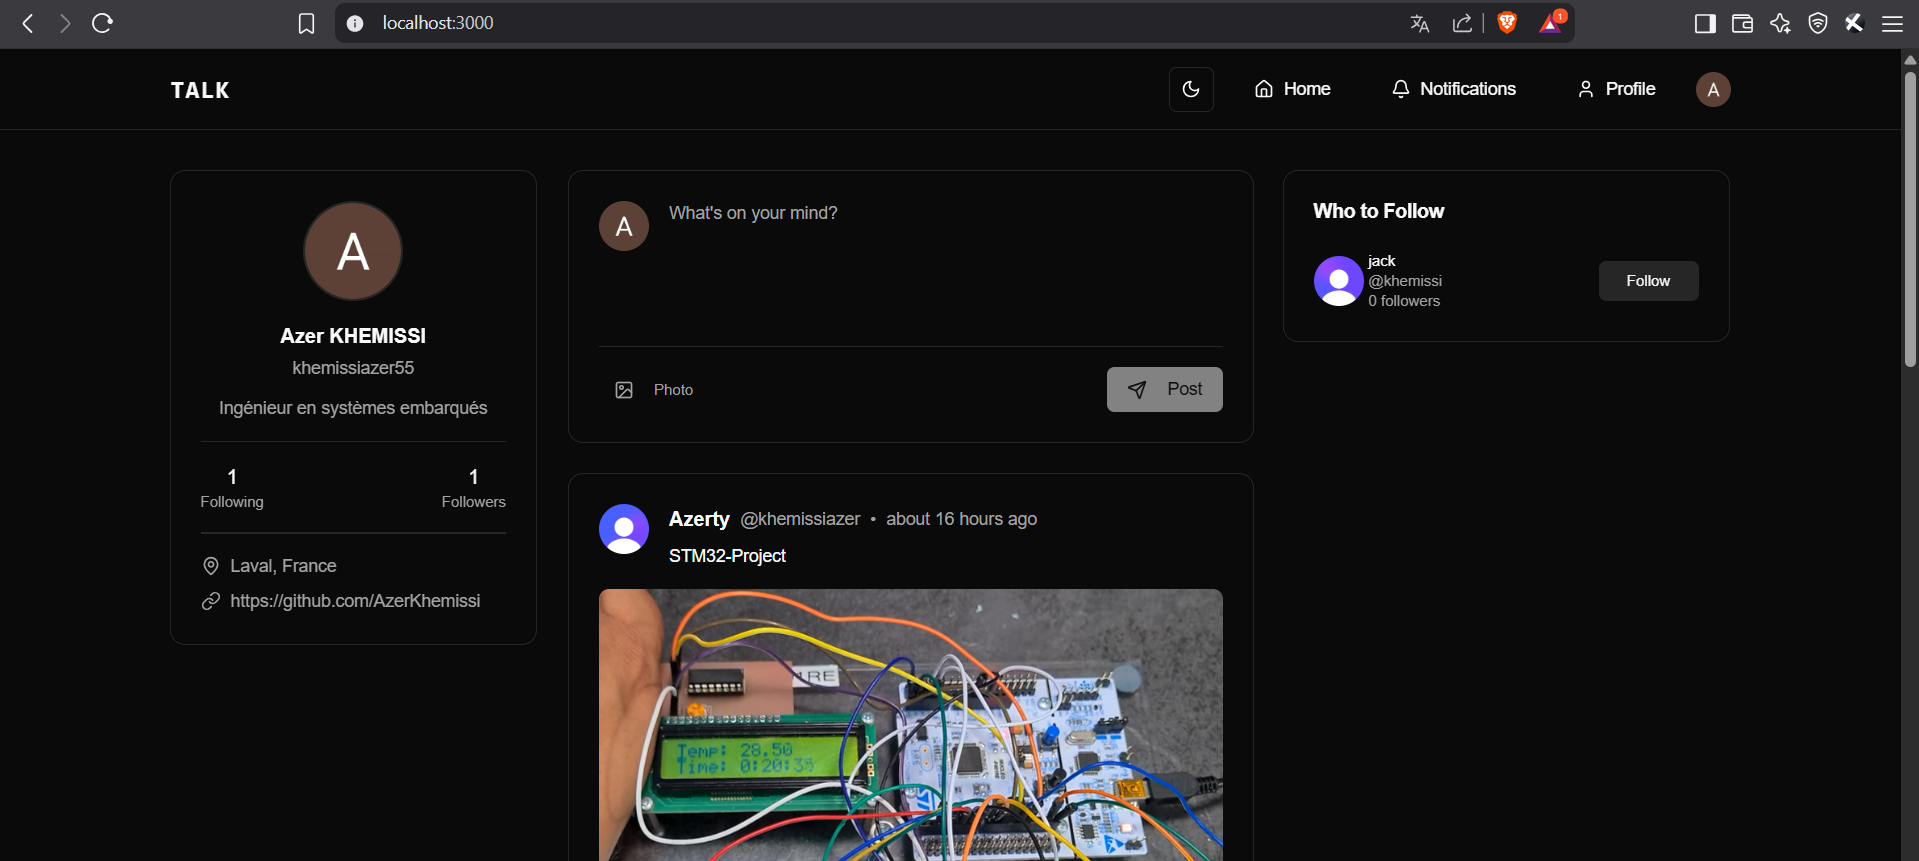 localhost:3000
1
TALK
Home
Notifications
Profile
A
A
Azer KHEMISSI
khemissiazer55
Ingénieur en systèmes embarqués
1
Following
1
Followers
Laval, France
https://github.com/AzerKhemissi
A
What's on your mind?
Photo
Post
Azerty @khemissiazer • about 16 hours ago
STM32-Project
Temp: 28.50
Time: 0:20:35
Who to Follow
jack
@khemissi
0 followers
Follow